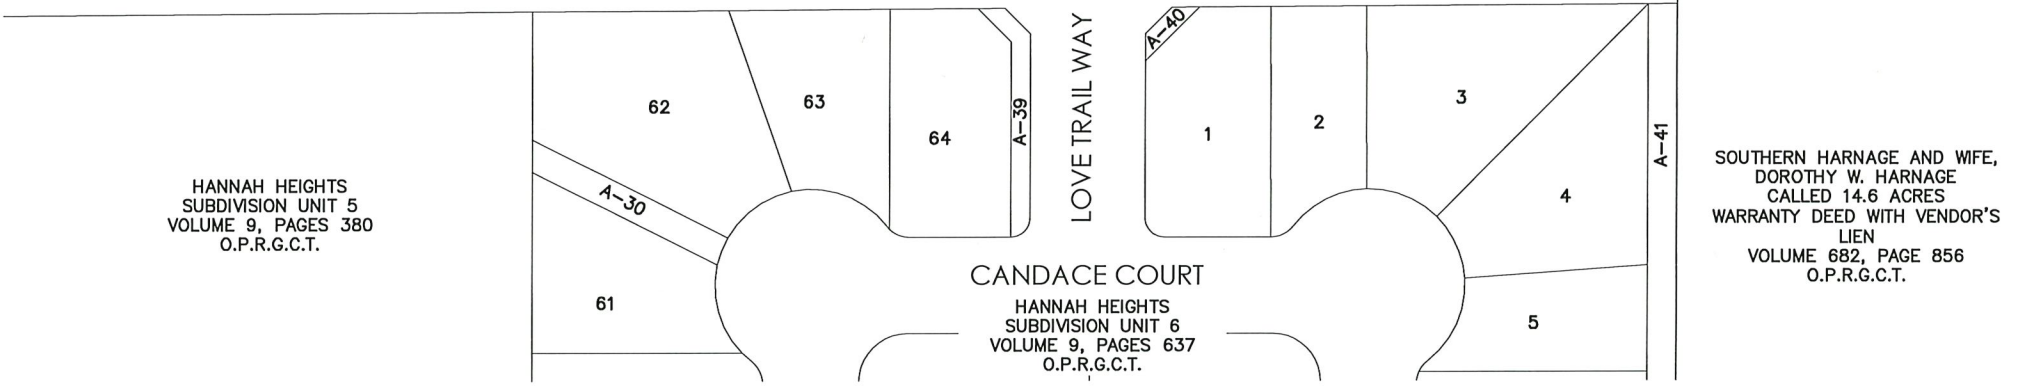 HANNAH HEIGHTS
SUBDIVISION UNIT 5
VOLUME 9, PAGES 380
O.P.R.G.C.T.
62
63
64
A-30
61
A-39
LOVE TRAIL WAY
A-40
1
2
3
4
5
A-41
CANDACE COURT
HANNAH HEIGHTS
SUBDIVISION UNIT 6
VOLUME 9, PAGES 637
O.P.R.G.C.T.
SOUTHERN HARNAGE AND WIFE,
DOROTHY W. HARNAGE
CALLED 14.6 ACRES
WARRANTY DEED WITH VENDOR'S
LIEN
VOLUME 682, PAGE 856
O.P.R.G.C.T.